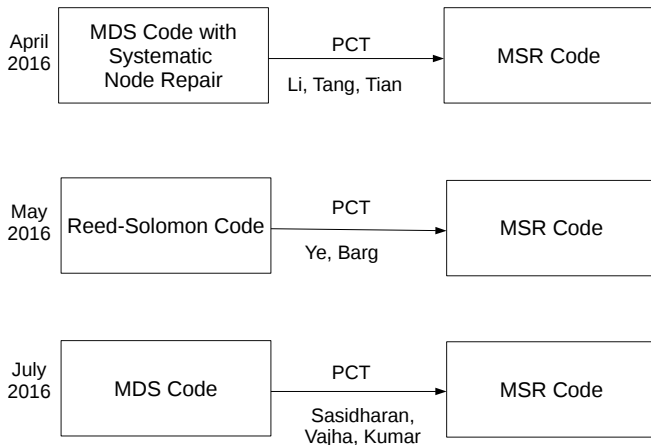 April
2016
MDS Code with
Systematic
Node Repair
PCT
Li, Tang, Tian
MSR Code
May
2016
Reed-Solomon Code
PCT
Ye, Barg
MSR Code
July
2016
MDS Code
PCT
Sasidharan,
Vajha, Kumar
MSR Code